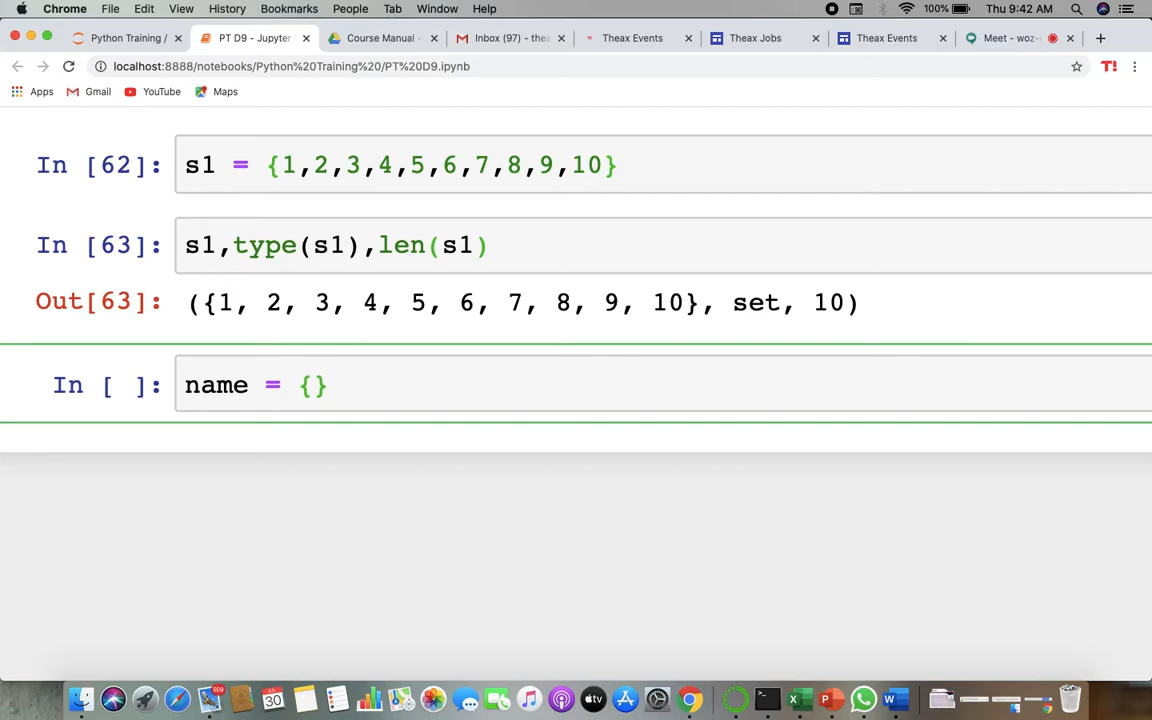 Chrome File Edit View History Bookmarks People Tab Window Help 100% Thu 9:42 AM
Python Training / PT D9 - Jupyter Course Manual - Inbox (97) - thea Theax Events Theax Jobs Theax Events Meet - woz-
localhost:8888/notebooks/Python%20Training%20/PT%20D9.ipynb T!
Apps Gmail YouTube Maps
In [62]: s1 = {1,2,3,4,5,6,7,8,9,10}
In [63]: s1,type(s1),len(s1)
Out[63]: ({1, 2, 3, 4, 5, 6, 7, 8, 9, 10}, set, 10)
In [ ]: name = {}
509
30